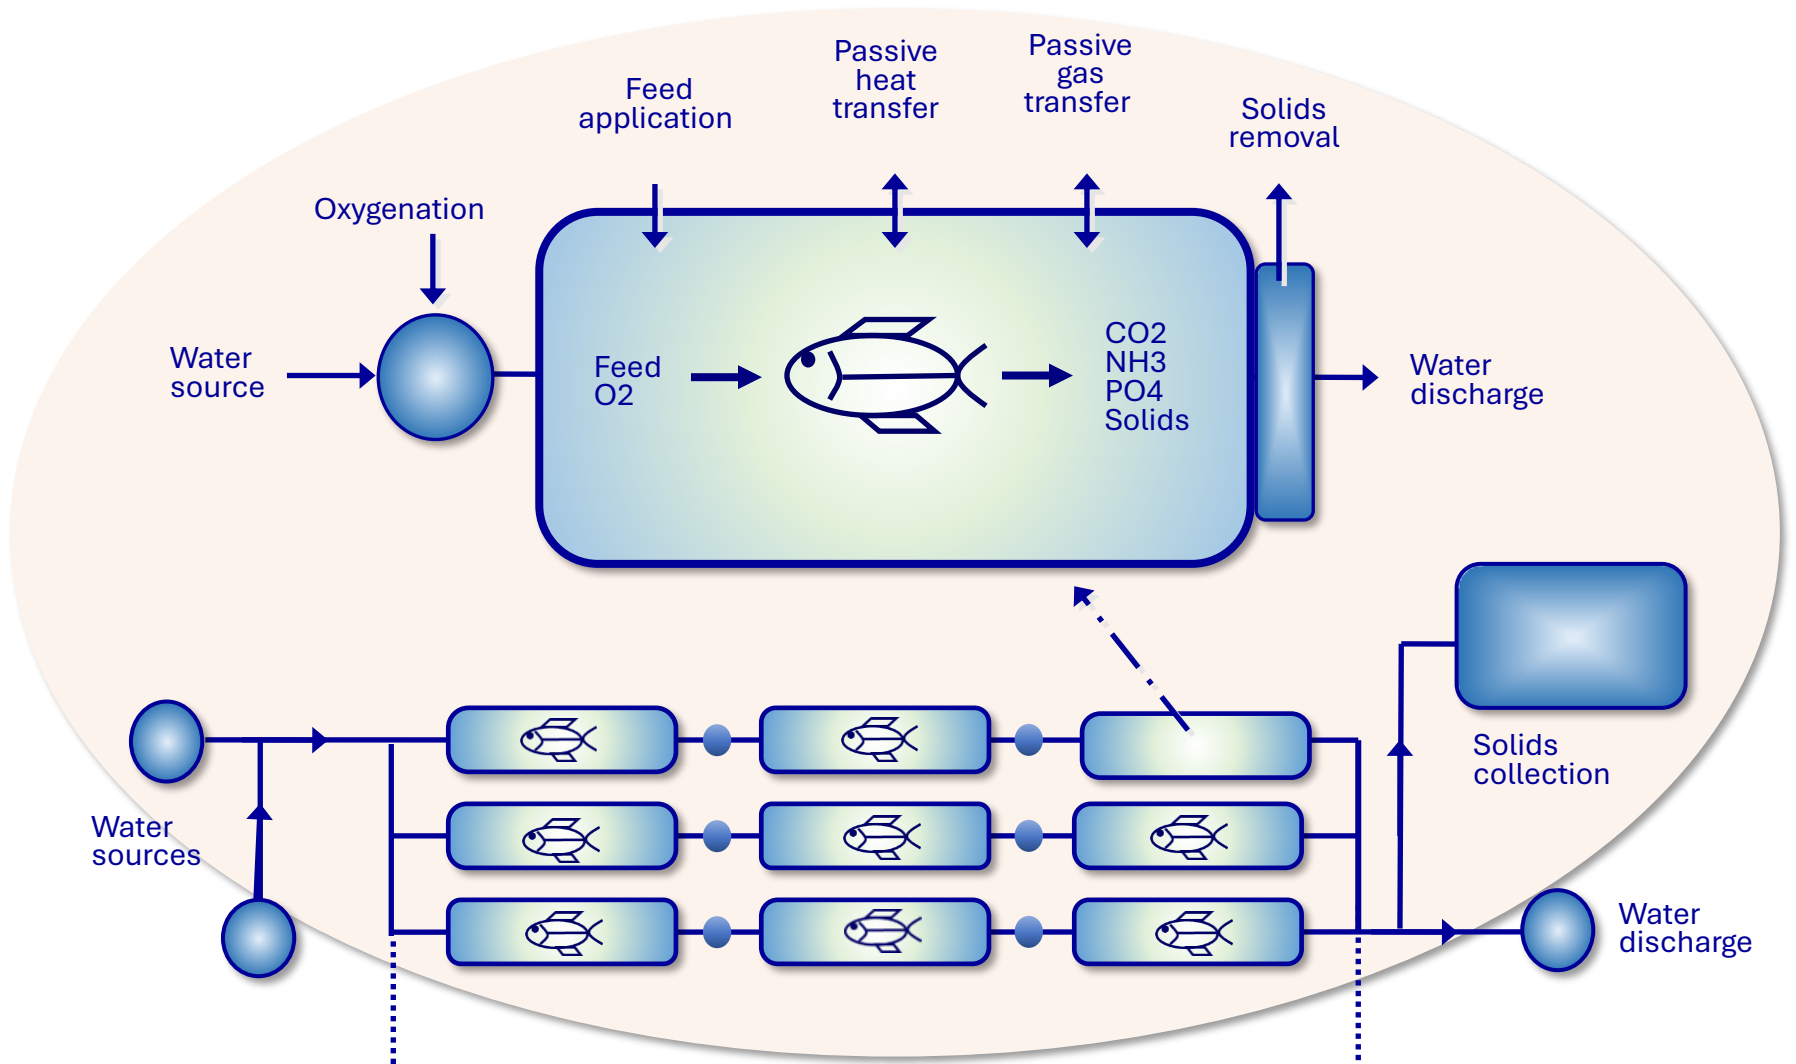 Passive
heat
transfer
Passive
gas
transfer
Feed
application
Solids
removal
Oxygenation
Water
source
Feed
O2
CO2
NH3
PO4
Solids
Water
discharge
Solids
collection
Water
sources
Water
discharge